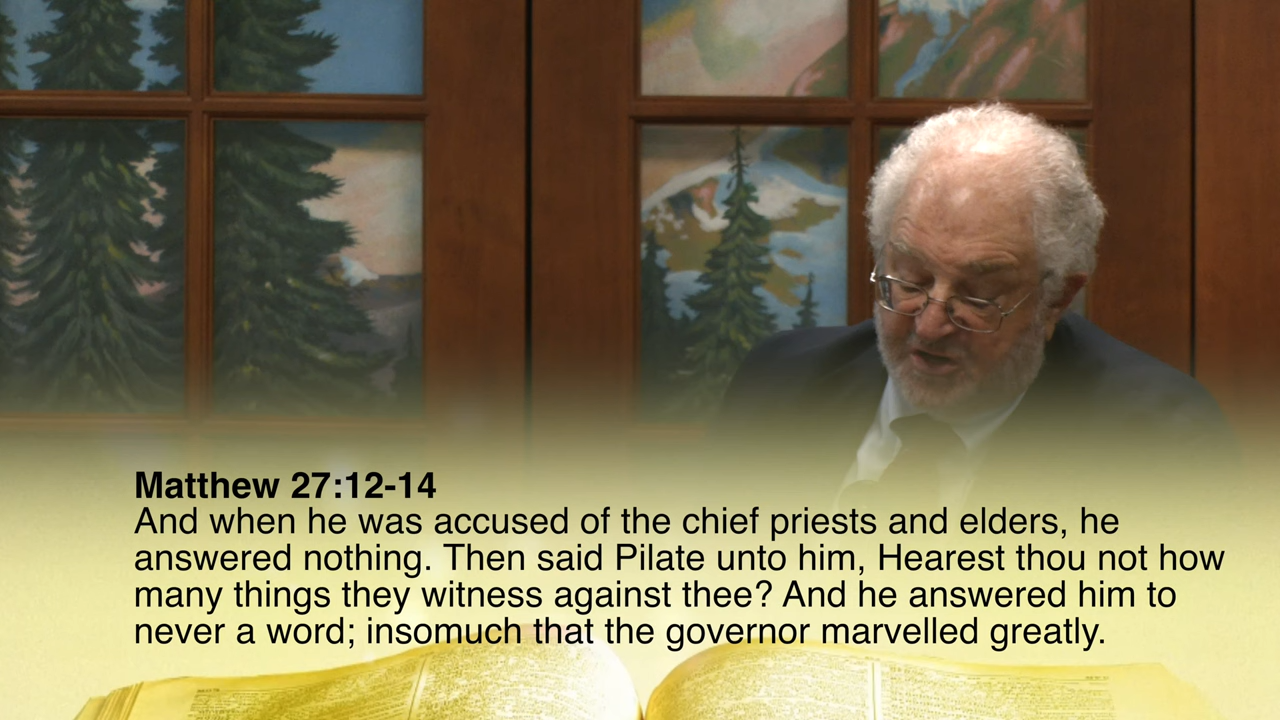 Matthew 27:12-14
And when he was accused of the chief priests and elders, he
answered nothing. Then said Pilate unto him, Hearest thou not how
many things they witness against thee? And he answered him to
never a word; insomuch that the governor marvelled greatly.